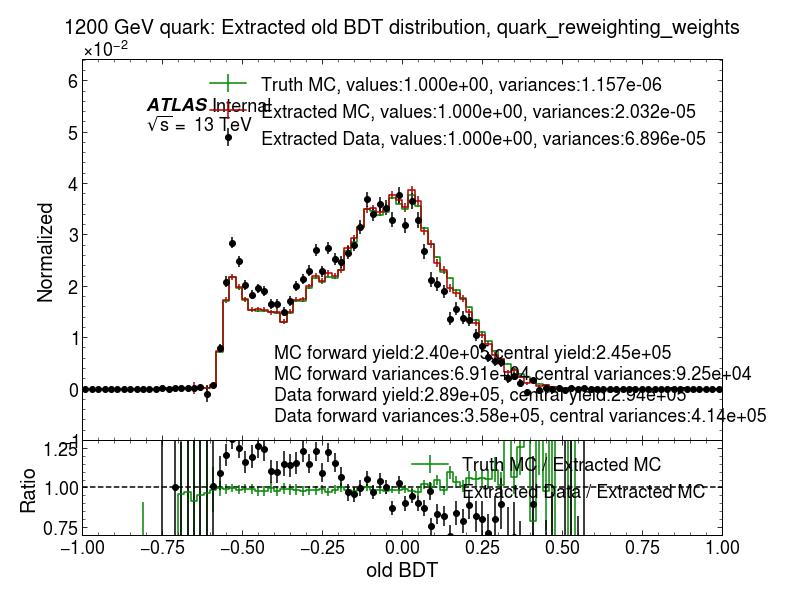 1200 GeV quark: Extracted old BDT distribution, quark_reweighting_weights
×10⁻²
Truth MC, values:1.000e+00, variances:1.157e-06
ATLAS Internal
Extracted MC, values:1.000e+00, variances:2.032e-05
√s = 13 TeV
Extracted Data, values:1.000e+00, variances:6.896e-05
6
5
4
3
2
1
0
−1
Normalized
MC forward yield:2.40e+05, central yield:2.45e+05
MC forward variances:6.91e+04, central variances:9.25e+04
Data forward yield:2.89e+05, central yield:2.94e+05
Data forward variances:3.58e+05, central variances:4.14e+05
1.25
1.00
0.75
Ratio
Truth MC / Extracted MC
Extracted Data / Extracted MC
−1.00 −0.75 −0.50 −0.25 0.00 0.25 0.50 0.75 1.00
old BDT